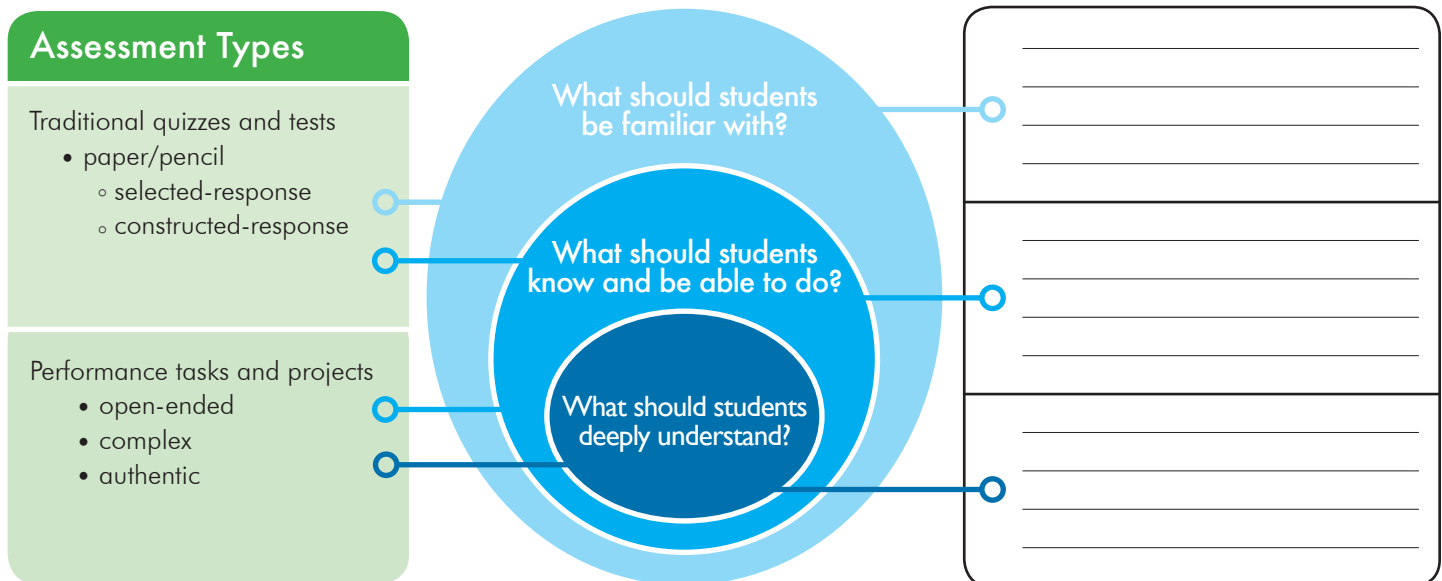 Assessment Types
Traditional quizzes and tests
• paper/pencil
◦ selected-response
◦ constructed-response
Performance tasks and projects
• open-ended
• complex
• authentic
What should students
be familiar with?
What should students
know and be able to do?
What should students
deeply understand?